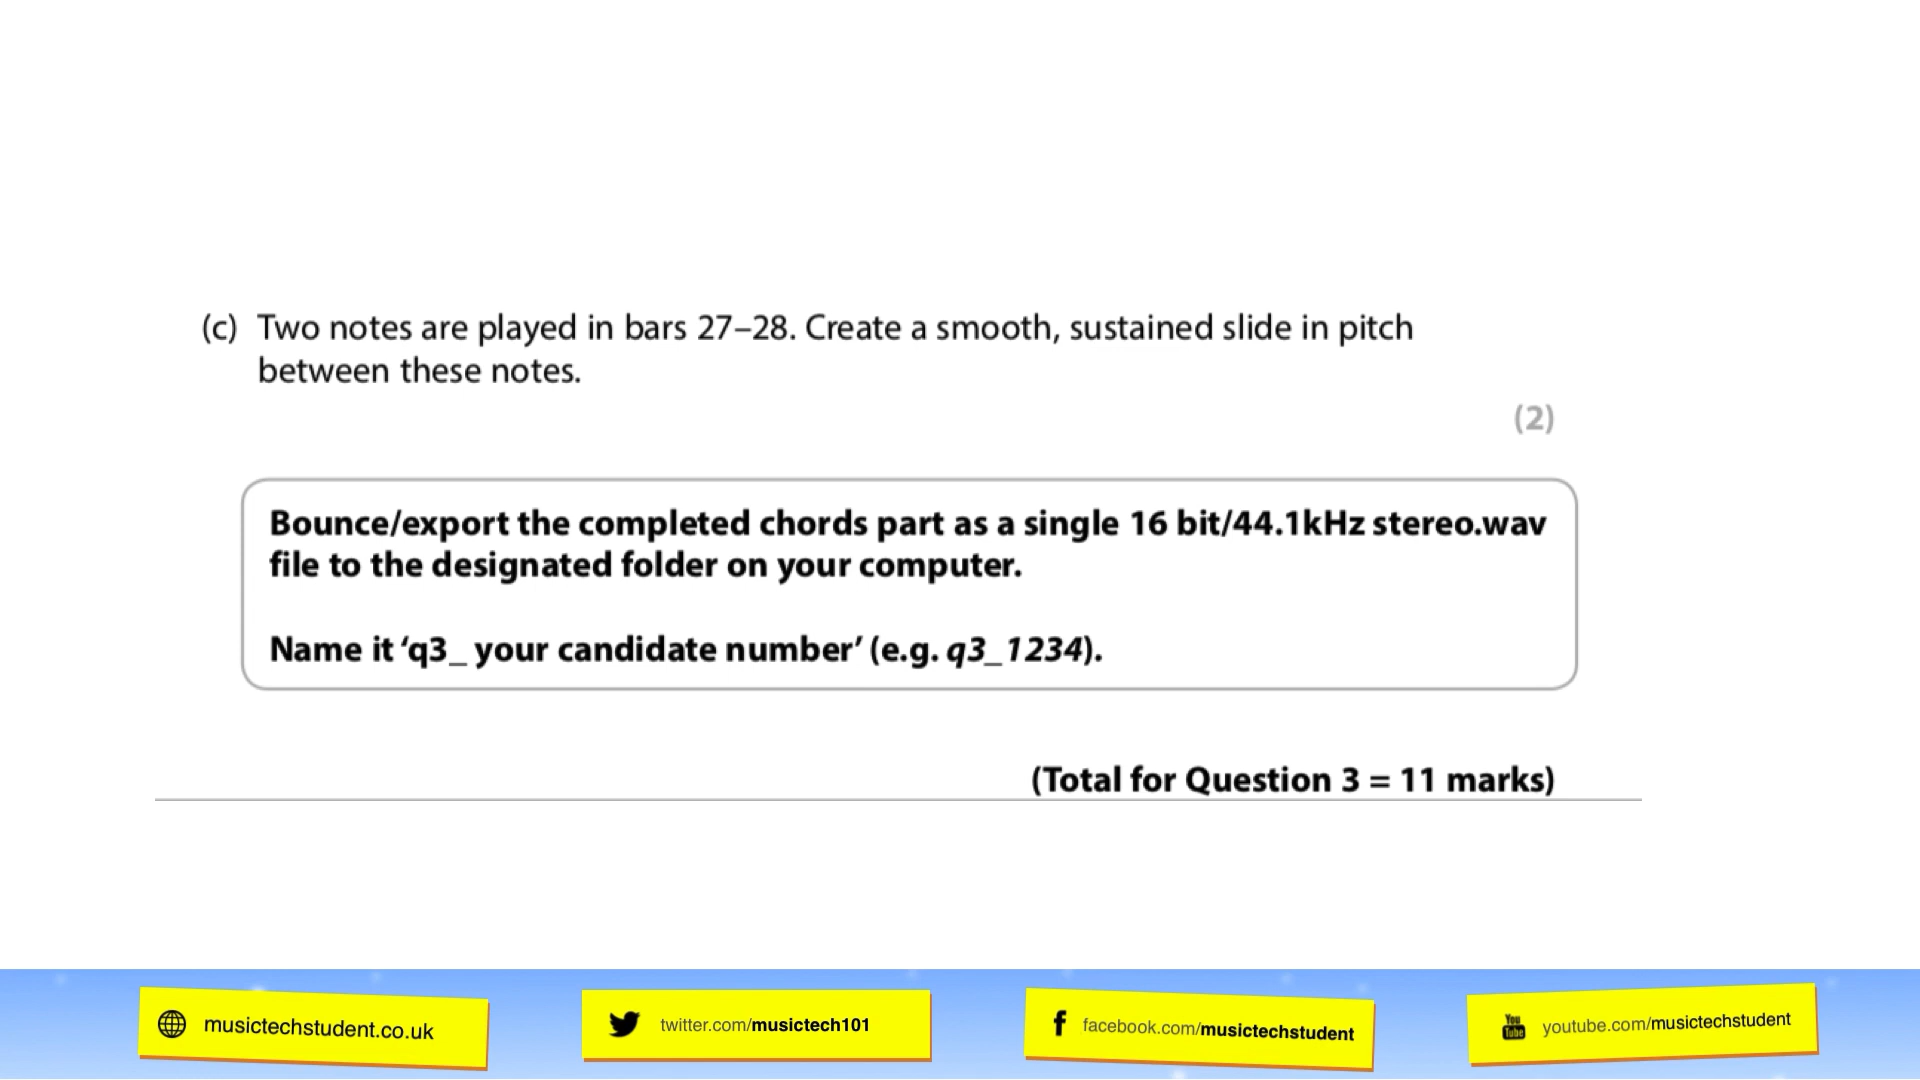 (c) Two notes are played in bars 27–28. Create a smooth, sustained slide in pitch
between these notes.
(2)
Bounce/export the completed chords part as a single 16 bit/44.1kHz stereo.wav
file to the designated folder on your computer.
Name it ‘q3_ your candidate number’ (e.g. q3_1234).
(Total for Question 3 = 11 marks)
musictechstudent.co.uk
twitter.com/musictech101
facebook.com/musictechstudent
You
Tube
youtube.com/musictechstudent